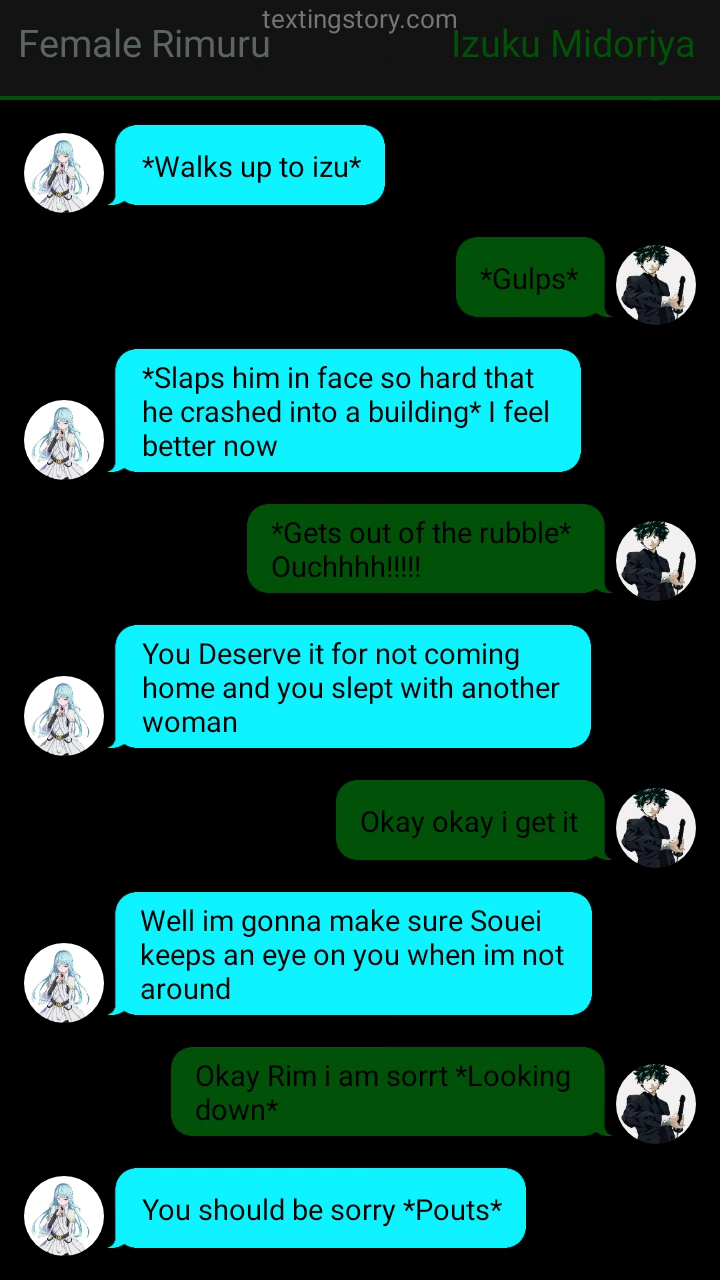 textingstory.com
Female Rimuru
Izuku Midoriya
*Walks up to izu*
*Gulps*
*Slaps him in face so hard that
he crashed into a building* I feel
better now
*Gets out of the rubble*
Ouchhhh!!!!!
You Deserve it for not coming
home and you slept with another
woman
Okay okay i get it
Well im gonna make sure Souei
keeps an eye on you when im not
around
Okay Rim i am sorrt *Looking
down*
You should be sorry *Pouts*